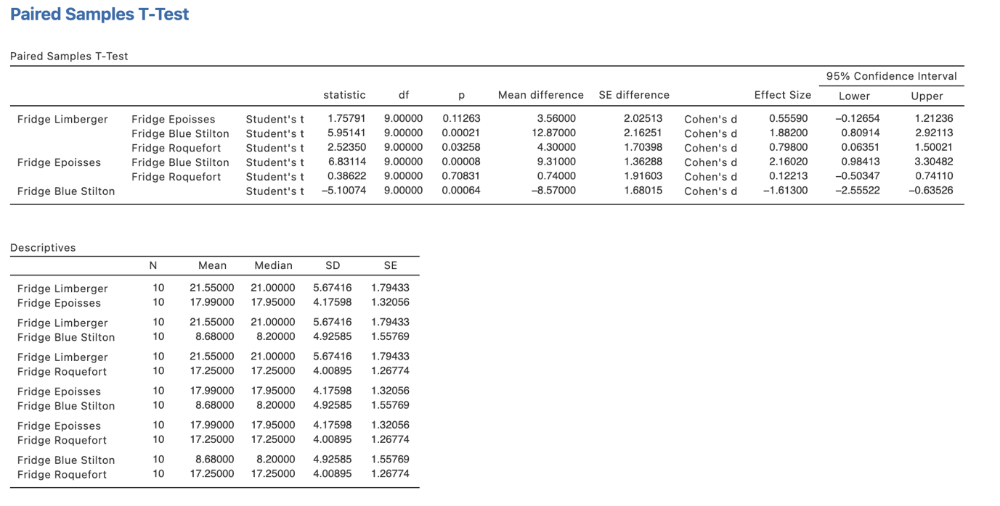 Paired Samples T-Test
Paired Samples T-Test
95% Confidence Interval
statistic df p Mean difference SE difference Effect Size Lower Upper
Fridge Limberger Fridge Epoisses Student's t 1.75791 9.00000 0.11263 3.56000 2.02513 Cohen's d 0.55590 −0.12654 1.21236
Fridge Blue Stilton Student's t 5.95141 9.00000 0.00021 12.87000 2.16251 Cohen's d 1.88200 0.80914 2.92113
Fridge Roquefort Student's t 2.52350 9.00000 0.03258 4.30000 1.70398 Cohen's d 0.79800 0.06351 1.50021
Fridge Epoisses Fridge Blue Stilton Student's t 6.83114 9.00000 0.00008 9.31000 1.36288 Cohen's d 2.16020 0.98413 3.30482
Fridge Roquefort Student's t 0.38622 9.00000 0.70831 0.74000 1.91603 Cohen's d 0.12213 −0.50347 0.74110
Fridge Blue Stilton Student's t −5.10074 9.00000 0.00064 −8.57000 1.68015 Cohen's d −1.61300 −2.55522 −0.63526
Descriptives
N Mean Median SD SE
Fridge Limberger 10 21.55000 21.00000 5.67416 1.79433
Fridge Epoisses 10 17.99000 17.95000 4.17598 1.32056
Fridge Limberger 10 21.55000 21.00000 5.67416 1.79433
Fridge Blue Stilton 10 8.68000 8.20000 4.92585 1.55769
Fridge Limberger 10 21.55000 21.00000 5.67416 1.79433
Fridge Roquefort 10 17.25000 17.25000 4.00895 1.26774
Fridge Epoisses 10 17.99000 17.95000 4.17598 1.32056
Fridge Blue Stilton 10 8.68000 8.20000 4.92585 1.55769
Fridge Epoisses 10 17.99000 17.95000 4.17598 1.32056
Fridge Roquefort 10 17.25000 17.25000 4.00895 1.26774
Fridge Blue Stilton 10 8.68000 8.20000 4.92585 1.55769
Fridge Roquefort 10 17.25000 17.25000 4.00895 1.26774